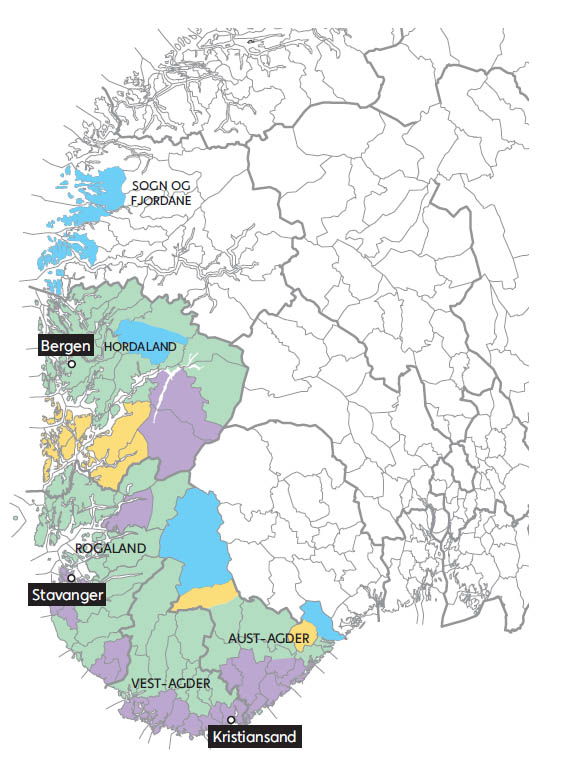 SOGN OG
FJORDANE
Bergen
HORDALAND
ROGALAND
Stavanger
AUST-AGDER
VEST-AGDER
Kristiansand